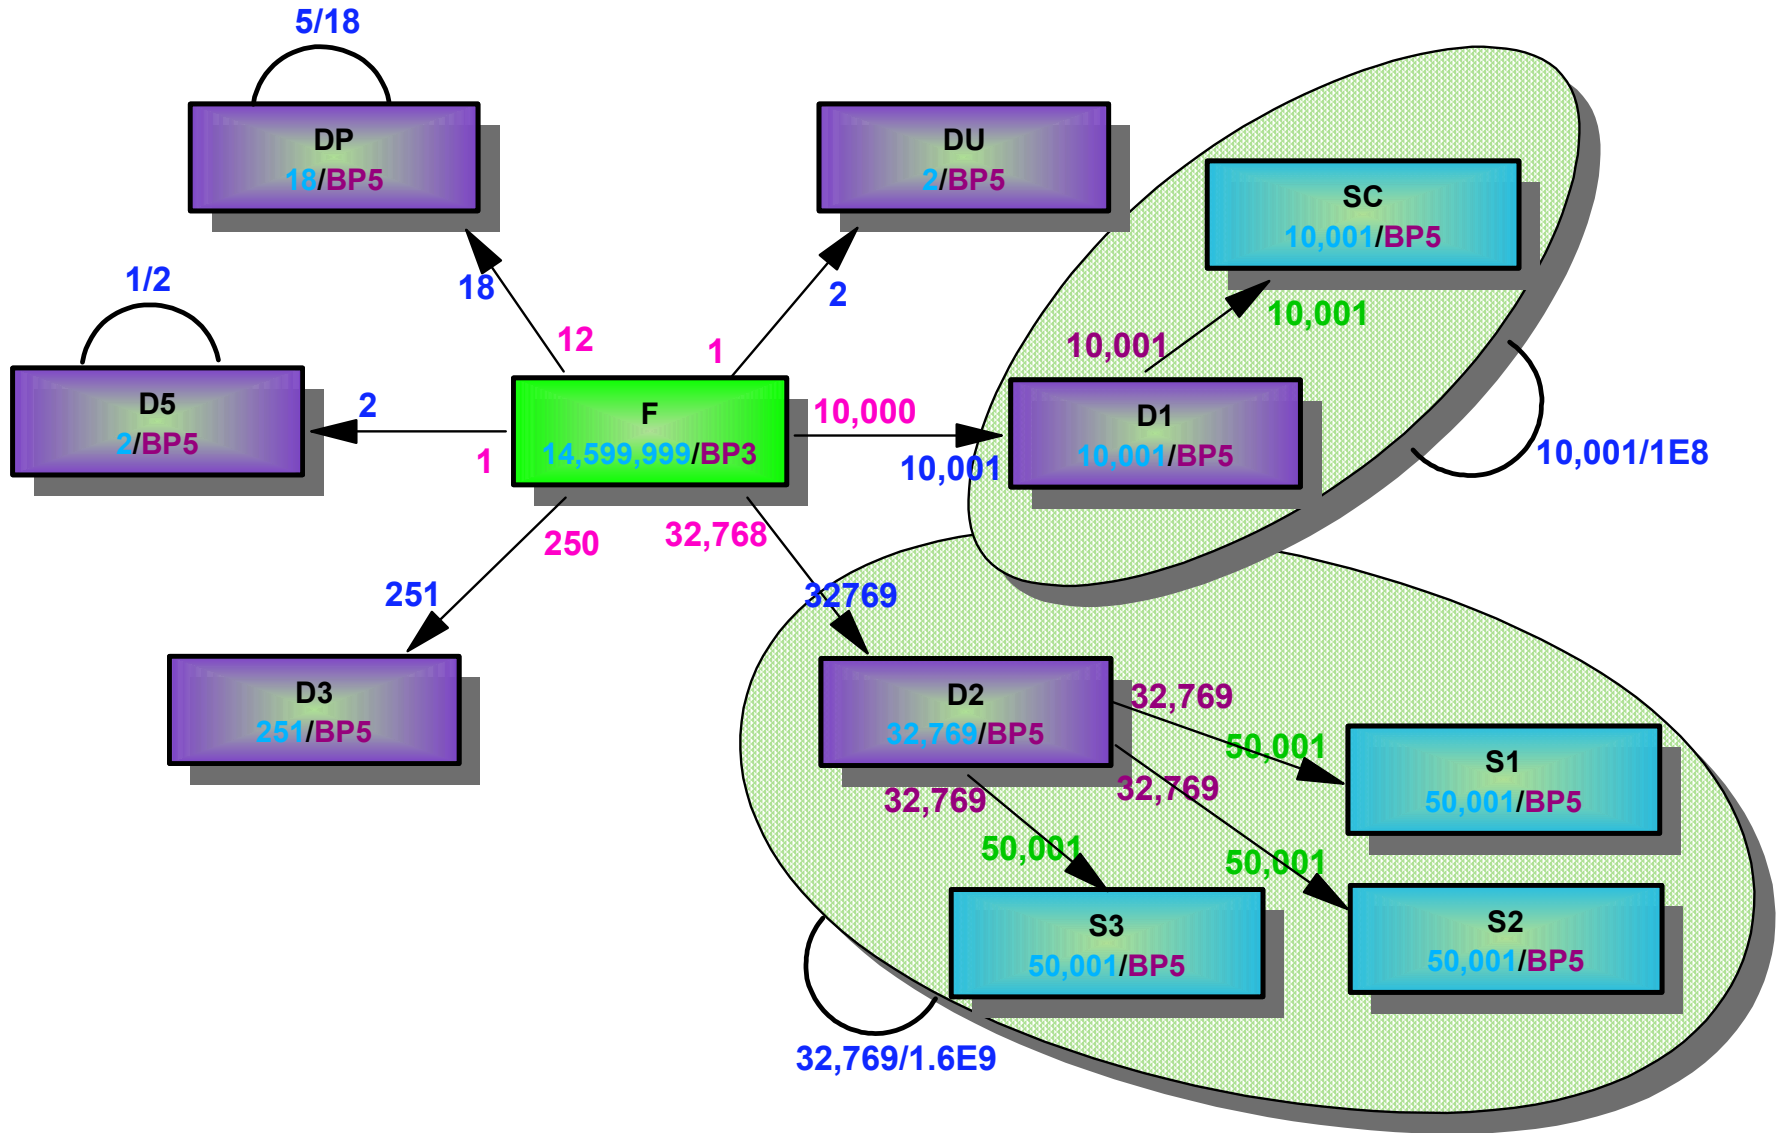 5/18
DP
18/BP5
DU
2/BP5
SC
10,001/BP5
1/2
18
2
10,001
12
1
10,001
D5
2/BP5
2
1
F
14,599,999/BP3
10,000
10,001
D1
10,001/BP5
10,001/1E8
250
32,768
251
32769
D3
251/BP5
D2
32,769/BP5
32,769
50,001
S1
50,001/BP5
32,769
32,769
50,001
50,001
S3
50,001/BP5
S2
50,001/BP5
32,769/1.6E9